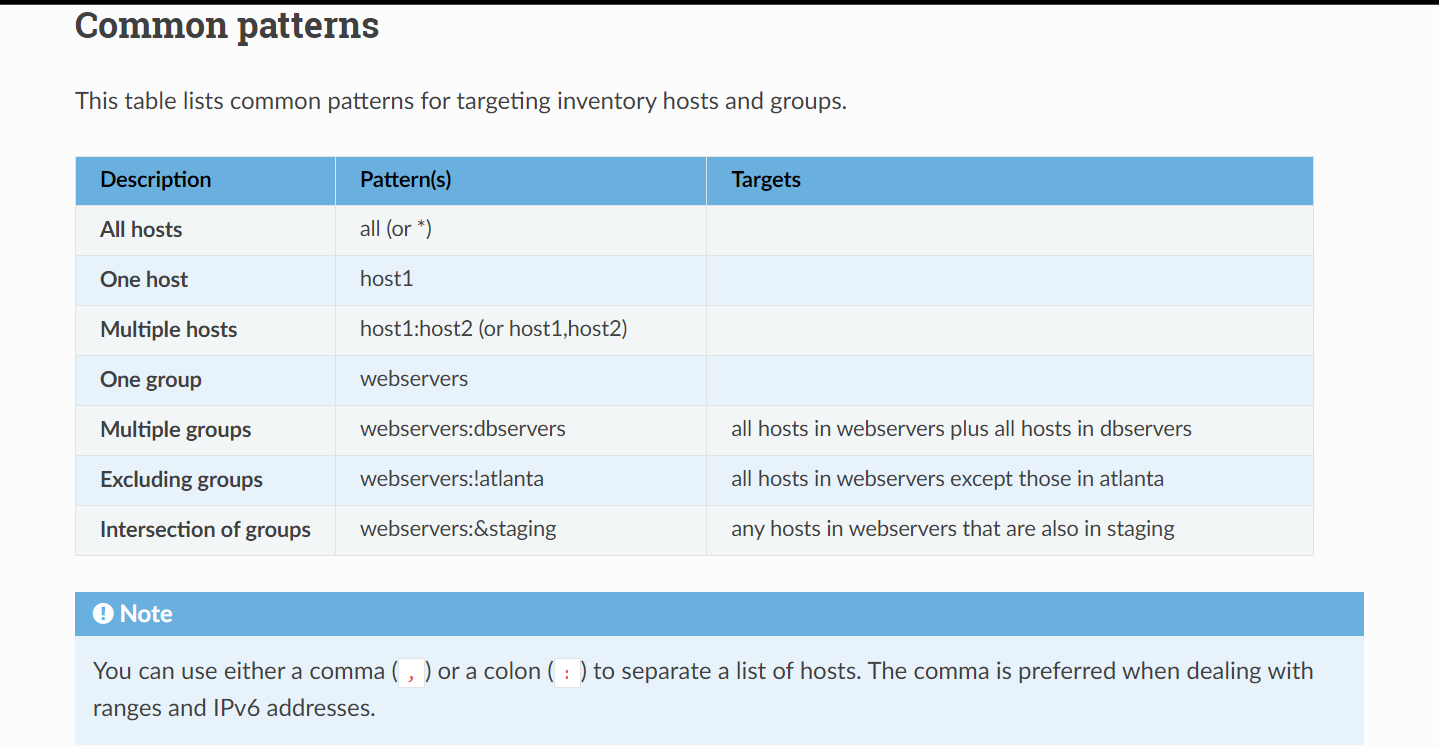 Common patterns
This table lists common patterns for targeting inventory hosts and groups.
Description Pattern(s) Targets
All hosts all (or *)
One host host1
Multiple hosts host1:host2 (or host1,host2)
One group webservers
Multiple groups webservers:dbservers all hosts in webservers plus all hosts in dbservers
Excluding groups webservers:!atlanta all hosts in webservers except those in atlanta
Intersection of groups webservers:&staging any hosts in webservers that are also in staging
Note
You can use either a comma ( , ) or a colon ( : ) to separate a list of hosts. The comma is preferred when dealing with
ranges and IPv6 addresses.